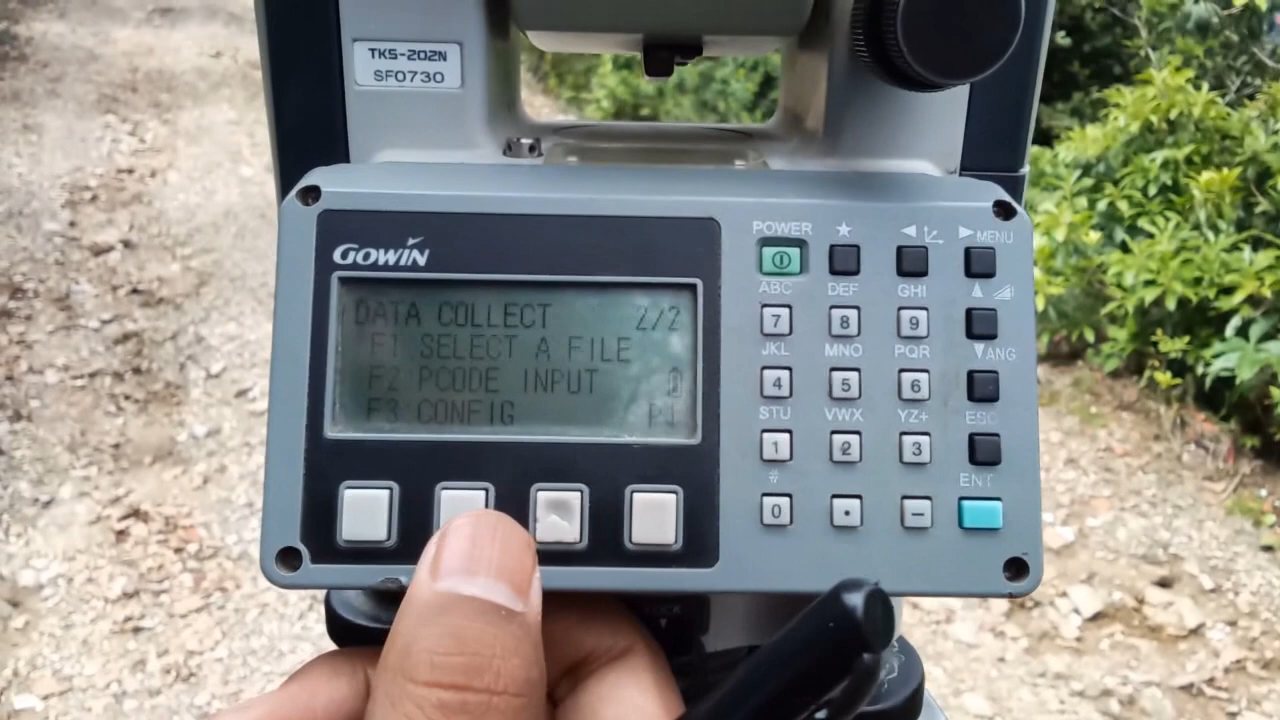 TKS-202N
SF0730
GOWIN
DATA COLLECT 2/2
F1 SELECT A FILE
F2 PCODE INPUT
F3 CONFIG P↓
POWER ★ ◀ ▶ MENU
ABC DEF GHI ▲
7 8 9
JKL MNO PQR ▼ANG
4 5 6
STU VWX YZ+ ESC
1 2 3
# ENT
0 • –